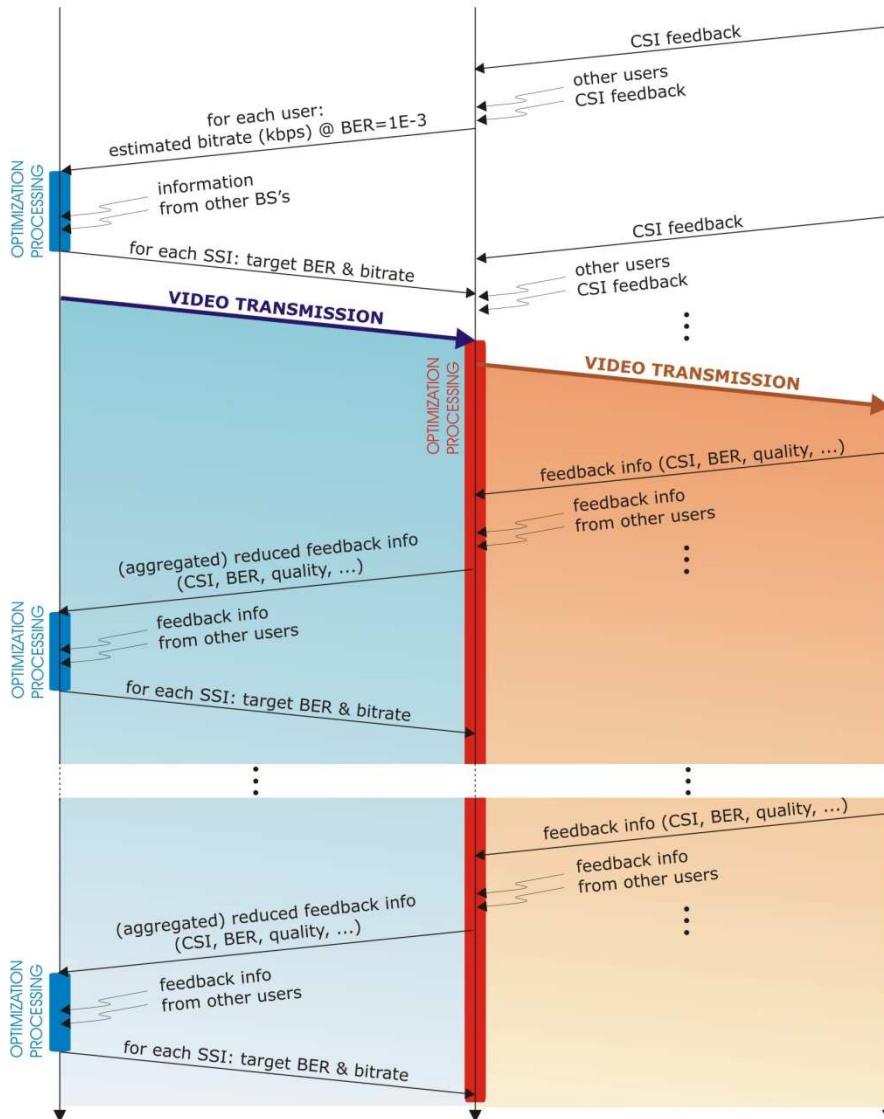 CSI feedback
other users
CSI feedback
for each user:
estimated bitrate (kbps) @ BER=1E-3
OPTIMIZATION
PROCESSING
information
from other BS's
CSI feedback
for each SSI: target BER & bitrate
other users
CSI feedback
VIDEO TRANSMISSION
OPTIMIZATION
PROCESSING
VIDEO TRANSMISSION
feedback info (CSI, BER, quality, ...)
feedback info
from other users
(aggregated) reduced feedback info
(CSI, BER, quality, ...)
OPTIMIZATION
PROCESSING
feedback info
from other users
for each SSI: target BER & bitrate
feedback info (CSI, BER, quality, ...)
feedback info
from other users
(aggregated) reduced feedback info
(CSI, BER, quality, ...)
OPTIMIZATION
PROCESSING
feedback info
from other users
for each SSI: target BER & bitrate